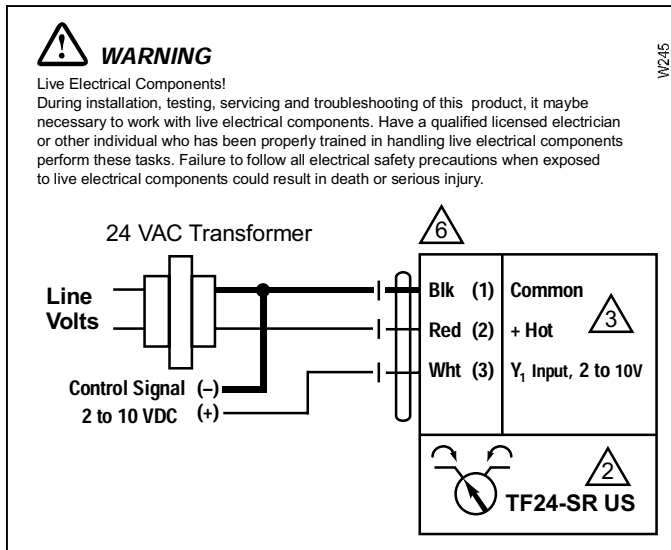 WARNING
W245
Live Electrical Components!
During installation, testing, servicing and troubleshooting of this product, it maybe
necessary to work with live electrical components. Have a qualified licensed electrician
or other individual who has been properly trained in handling live electrical components
perform these tasks. Failure to follow all electrical safety precautions when exposed
to live electrical components could result in death or serious injury.
24 VAC Transformer
6
Line
Volts
Blk (1) Common
3
Red (2) + Hot
Wht (3) Y1 Input, 2 to 10V
Control Signal (–)
2 to 10 VDC (+)
2
TF24-SR US